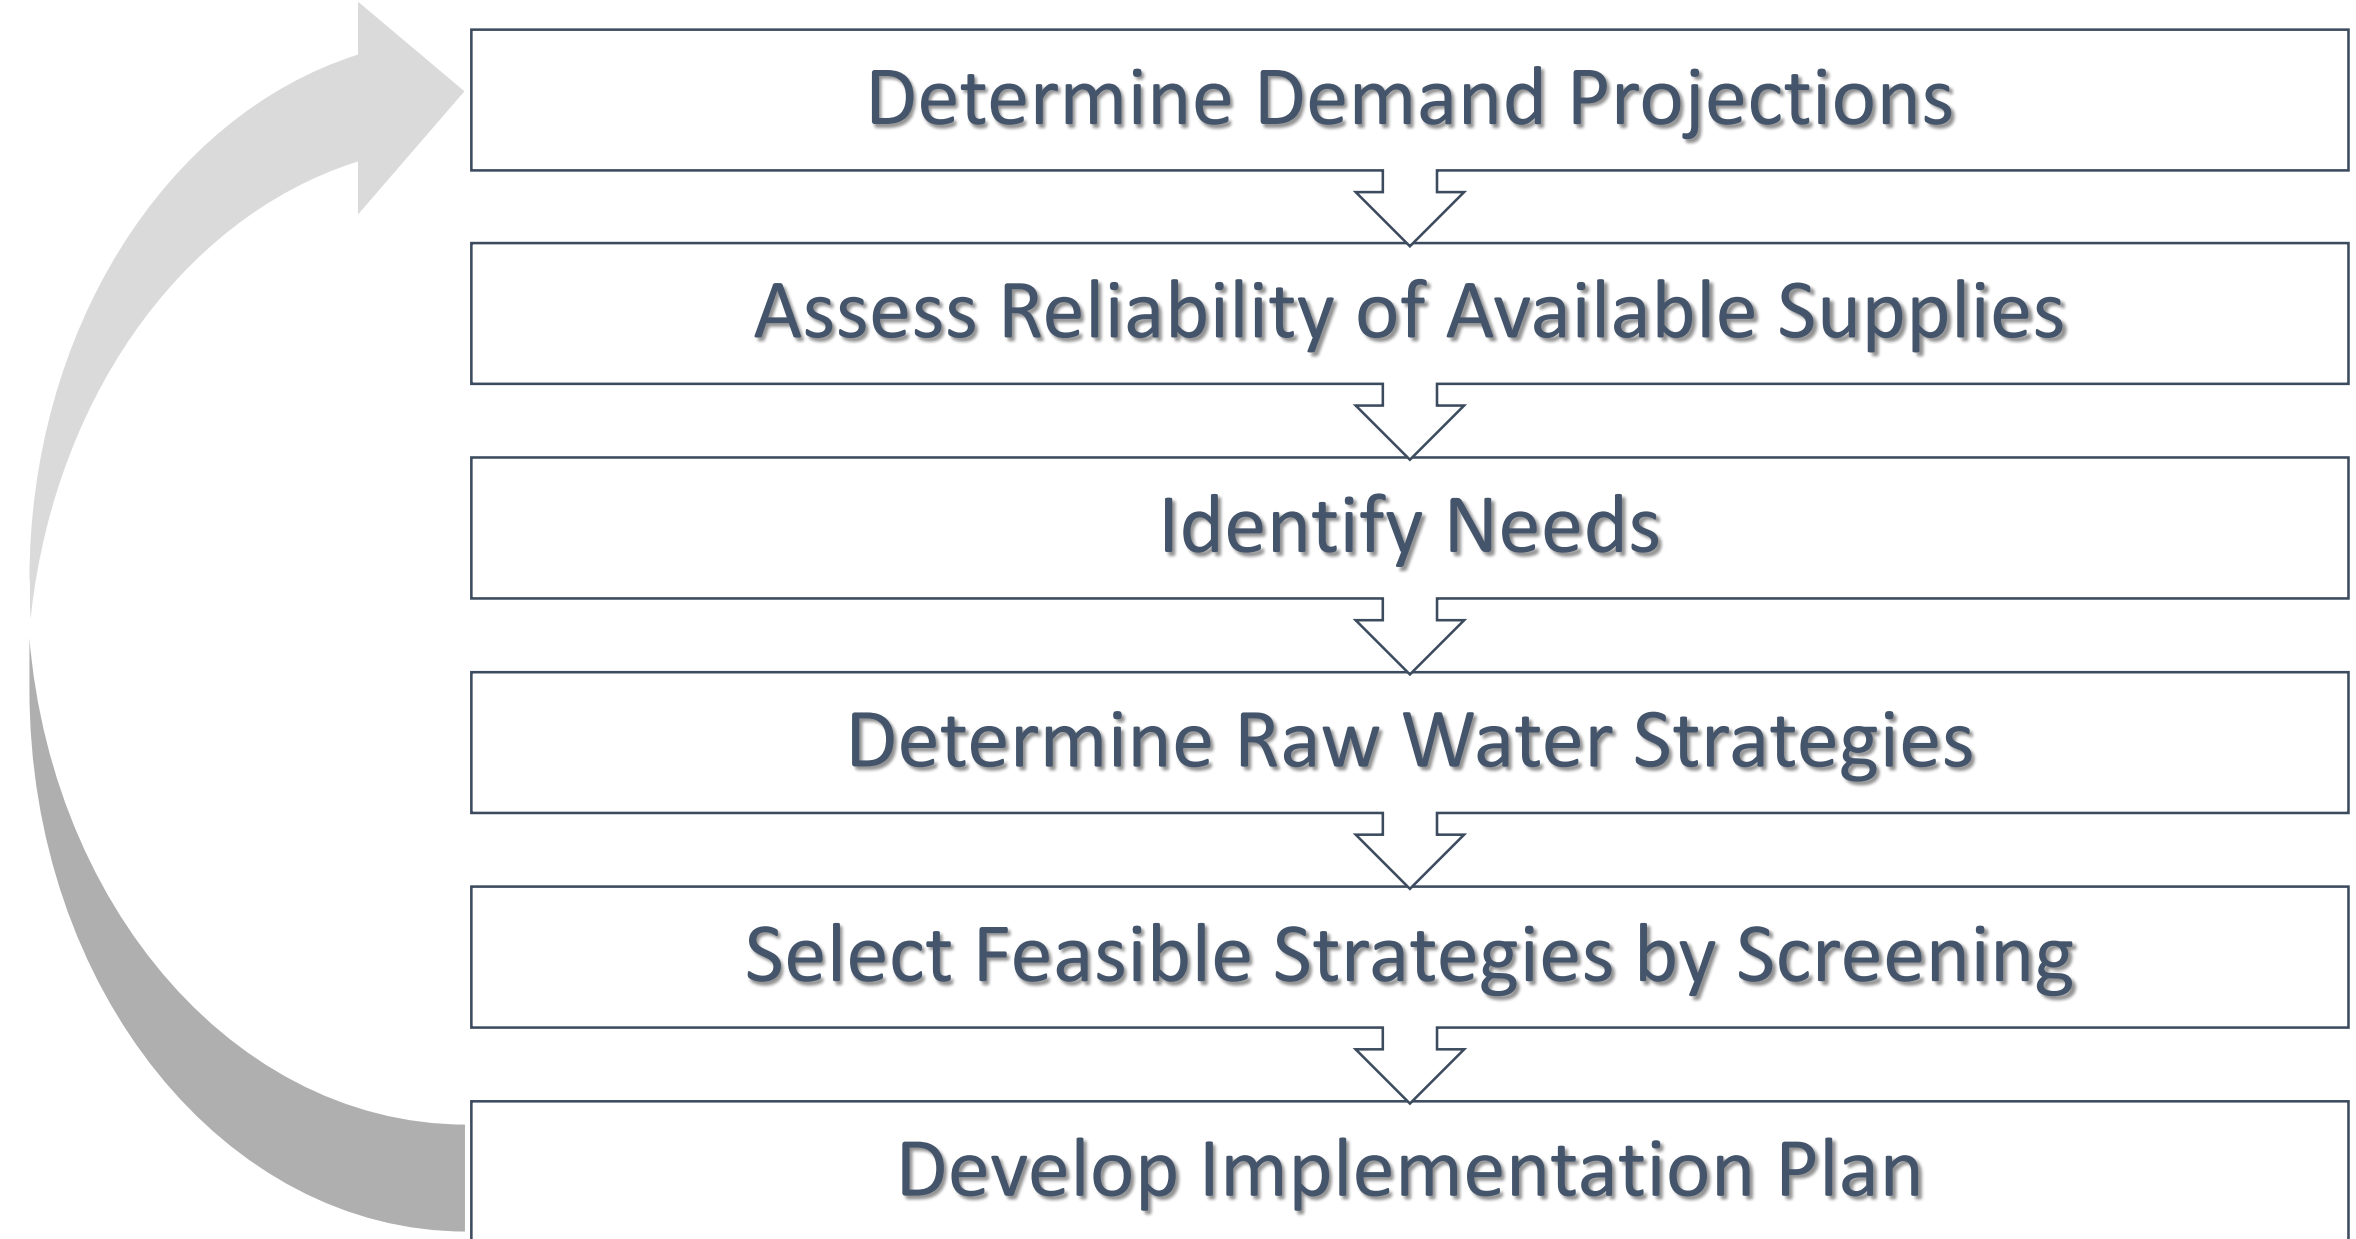 Determine Demand Projections
Assess Reliability of Available Supplies
Identify Needs
Determine Raw Water Strategies
Select Feasible Strategies by Screening
Develop Implementation Plan